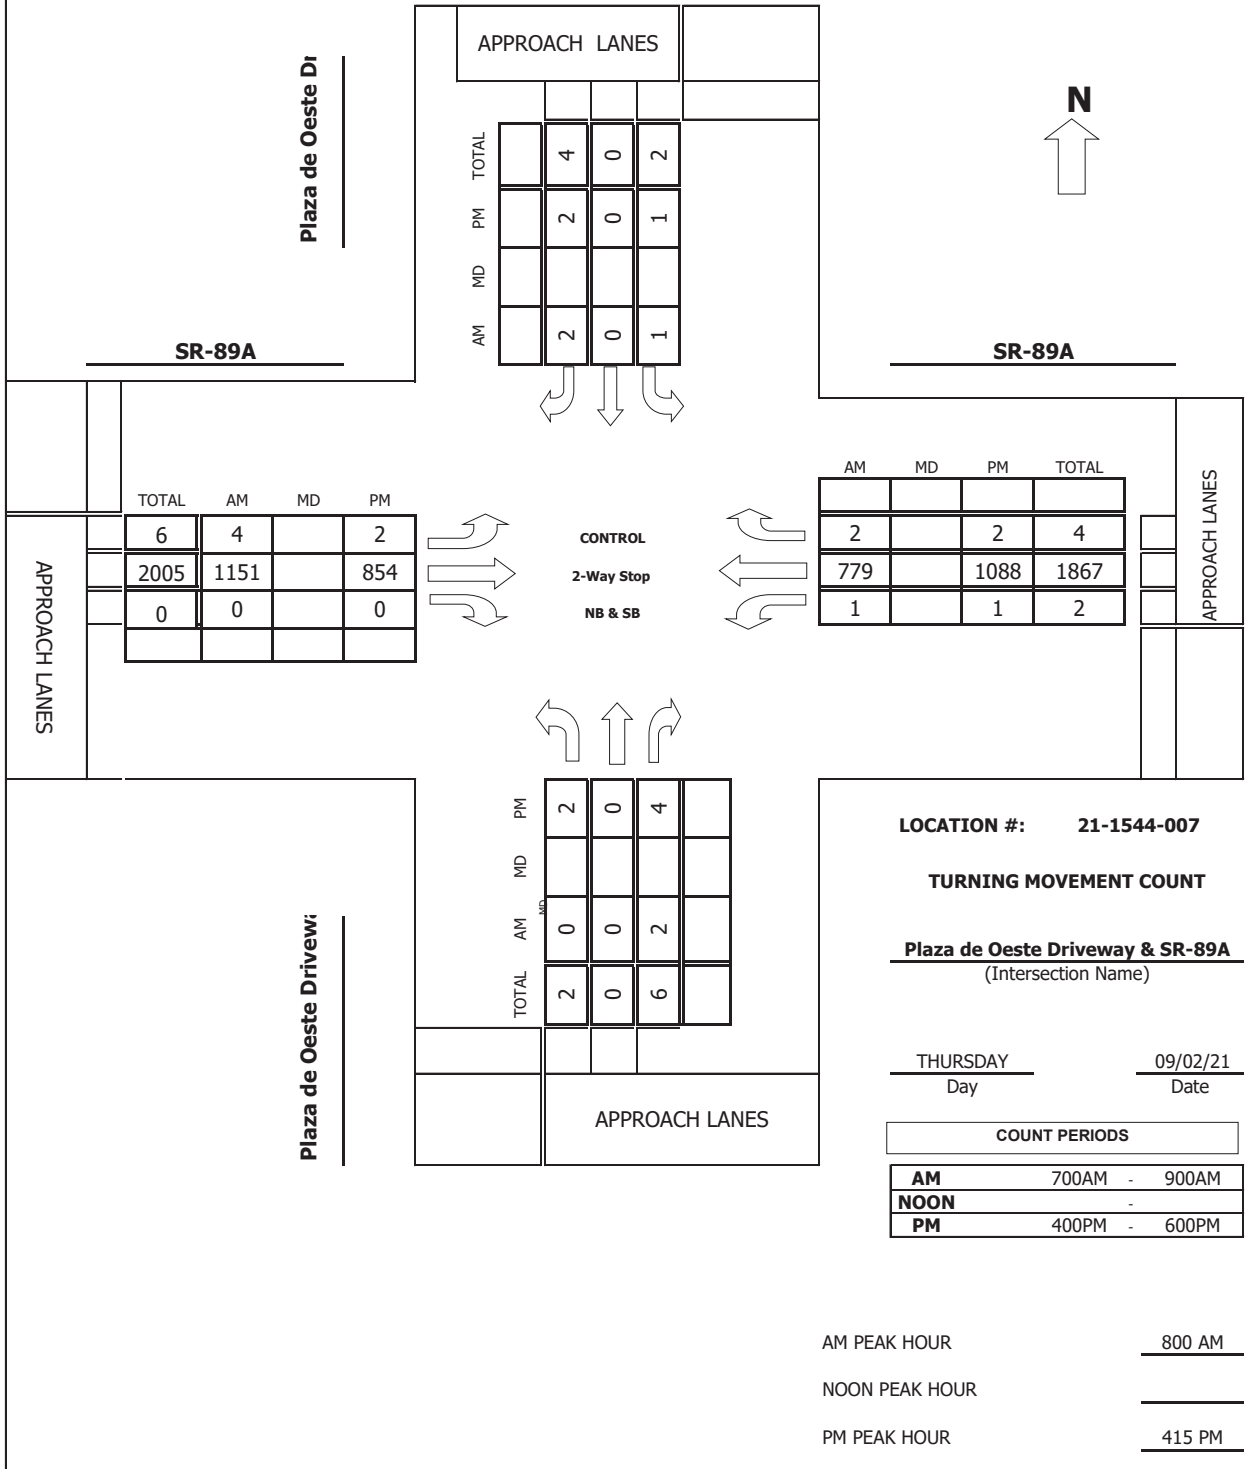 APPROACH LANES
Plaza de Oeste Dr
N
TOTAL 4 0 2
PM 2 0 1
MD
AM 2 0 1
SR-89A
SR-89A
TOTAL AM MD PM
6 4 2
2005 1151 854
0 0 0
APPROACH LANES
CONTROL
2-Way Stop
NB & SB
AM MD PM TOTAL
2 2 4
779 1088 1867
1 1 2
APPROACH LANES
PM 2 0 4
MD
MD
AM 0 0 2
TOTAL 2 0 6
Plaza de Oeste Drivew
APPROACH LANES
LOCATION #: 21-1544-007
TURNING MOVEMENT COUNT
Plaza de Oeste Driveway & SR-89A
(Intersection Name)
THURSDAY 09/02/21
Day Date
COUNT PERIODS
AM 700AM - 900AM
NOON -
PM 400PM - 600PM
AM PEAK HOUR 800 AM
NOON PEAK HOUR
PM PEAK HOUR 415 PM